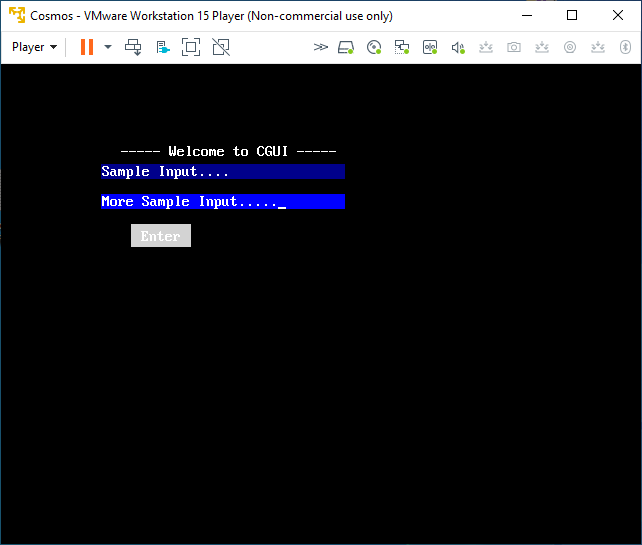 Cosmos - VMware Workstation 15 Player (Non-commercial use only)
Player
----- Welcome to CGUI -----
Sample Input....
More Sample Input....._
Enter